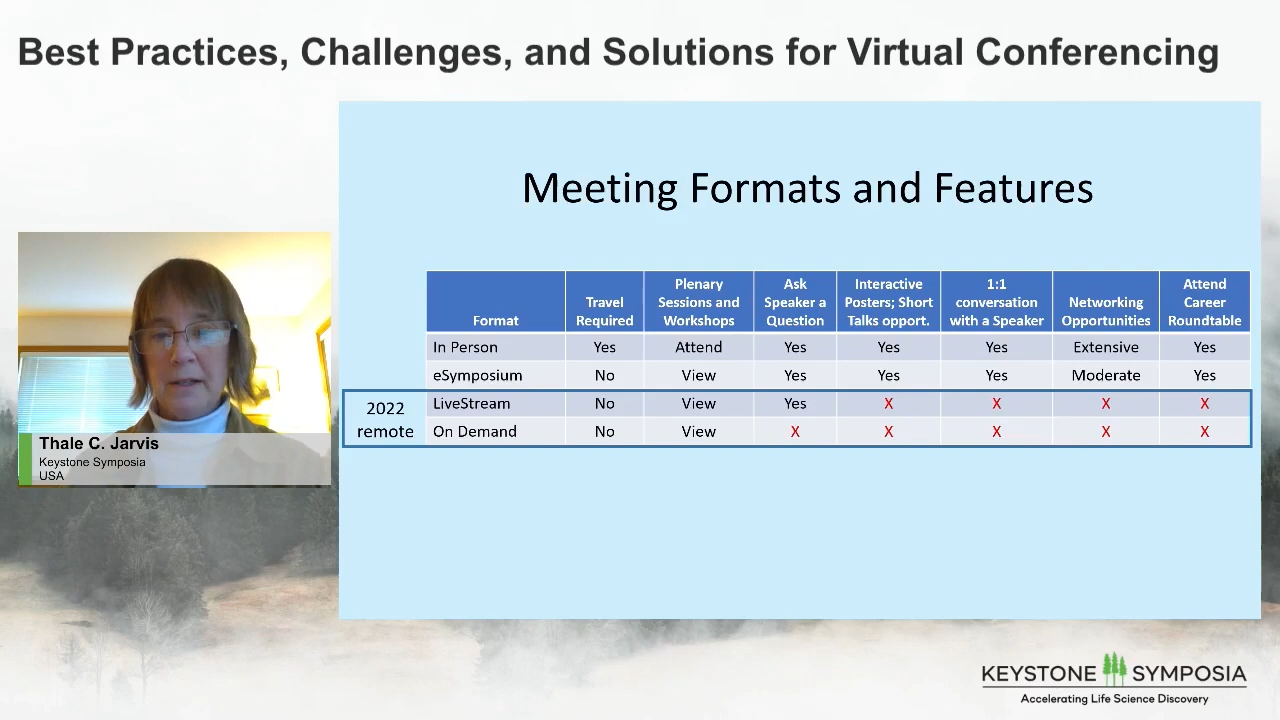 Best Practices, Challenges, and Solutions for Virtual Conferencing
Meeting Formats and Features
Format
Travel
Required
Plenary
Sessions and
Workshops
Ask
Speaker a
Question
Interactive
Posters; Short
Talks opport.
1:1
conversation
with a Speaker
Networking
Opportunities
Attend
Career
Roundtable
In Person Yes Attend Yes Yes Yes Extensive Yes
eSymposium No View Yes Yes Yes Moderate Yes
2022
remote
LiveStream No View Yes X X X X
On Demand No View X X X X X
Thale C. Jarvis
Keystone Symposia
USA
KEYSTONE SYMPOSIA
Accelerating Life Science Discovery